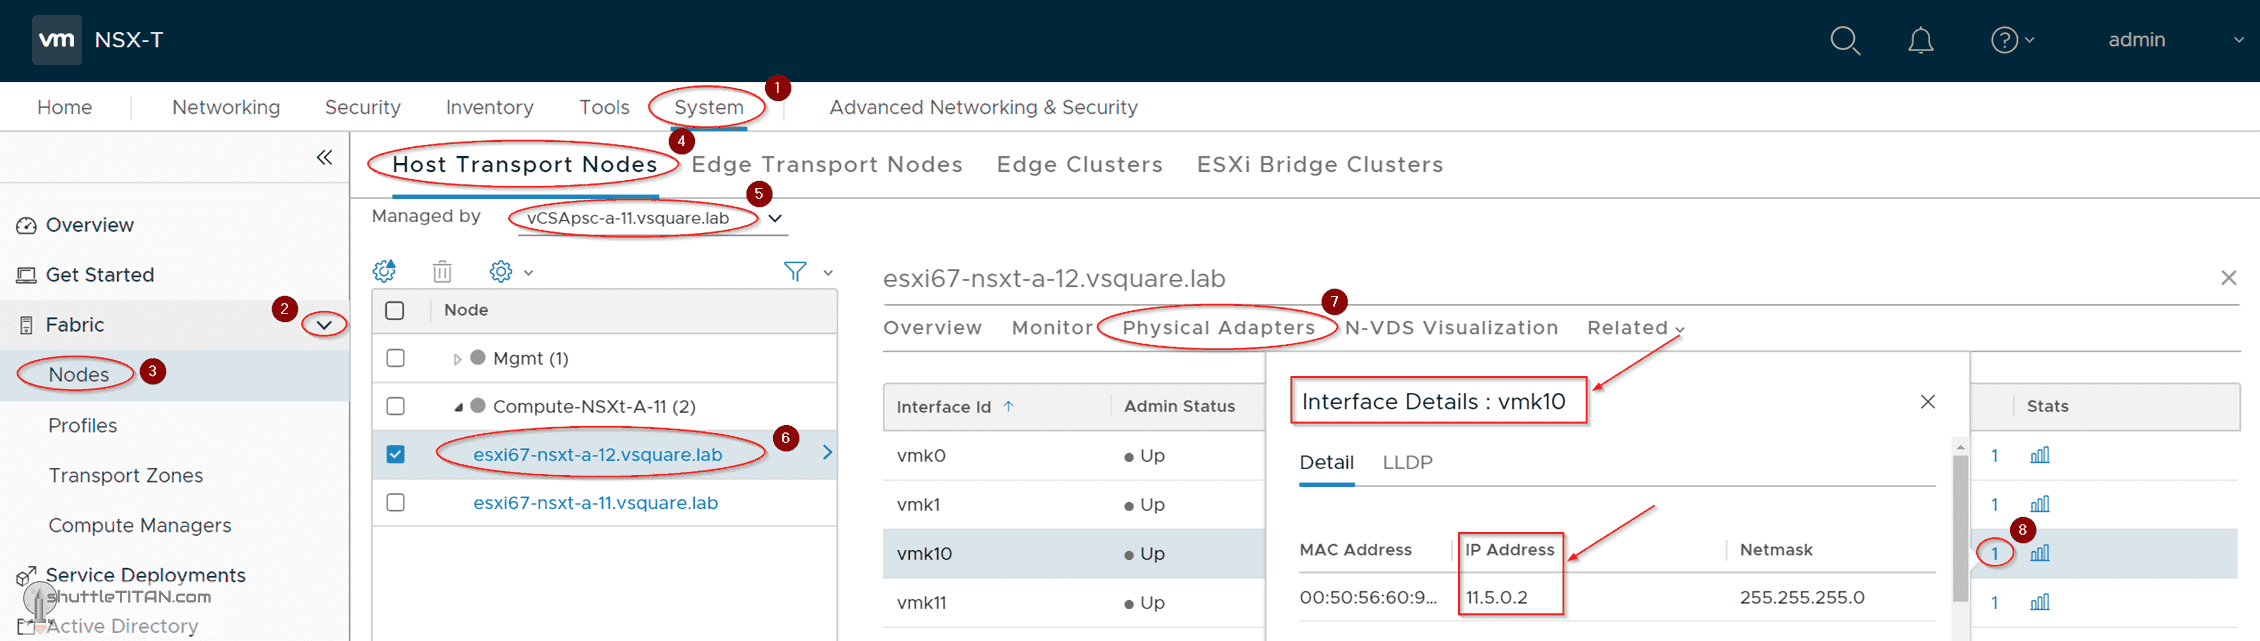 vm NSX-T admin
Home Networking Security Inventory Tools System 1 Advanced Networking & Security
Overview
Get Started
Fabric 2
Nodes 3
Profiles
Transport Zones
Compute Managers
Service Deployments
shuttleTITAN.com
Active Directory
Host Transport Nodes 4 Edge Transport Nodes Edge Clusters ESXi Bridge Clusters
Managed by vCSApsc-a-11.vsquare.lab 5
Node
Mgmt (1)
Compute-NSXt-A-11 (2)
esxi67-nsxt-a-12.vsquare.lab 6
esxi67-nsxt-a-11.vsquare.lab
esxi67-nsxt-a-12.vsquare.lab
Overview Monitor Physical Adapters 7 N-VDS Visualization Related
Interface Id Admin Status Stats
vmk0 Up 1
vmk1 Up 1
vmk10 Up 1 8
vmk11 Up 1
Interface Details : vmk10
Detail LLDP
MAC Address IP Address Netmask
00:50:56:60:9... 11.5.0.2 255.255.255.0